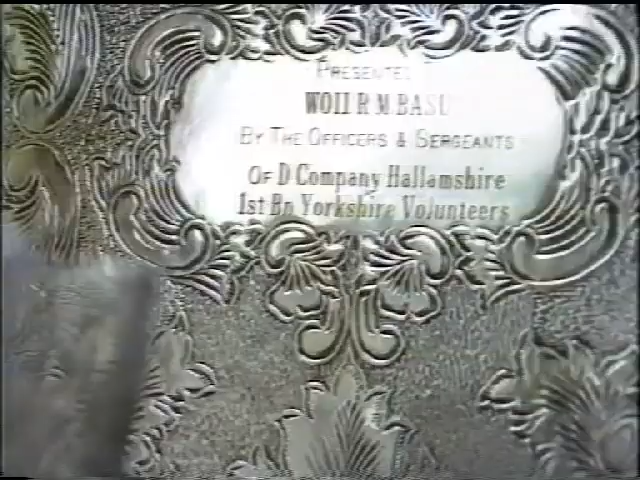 PRESENTED
WOII R M BASU
BY THE OFFICERS & SERGEANTS
OF D Company Hallamshire
1st Bn Yorkshire Volunteers